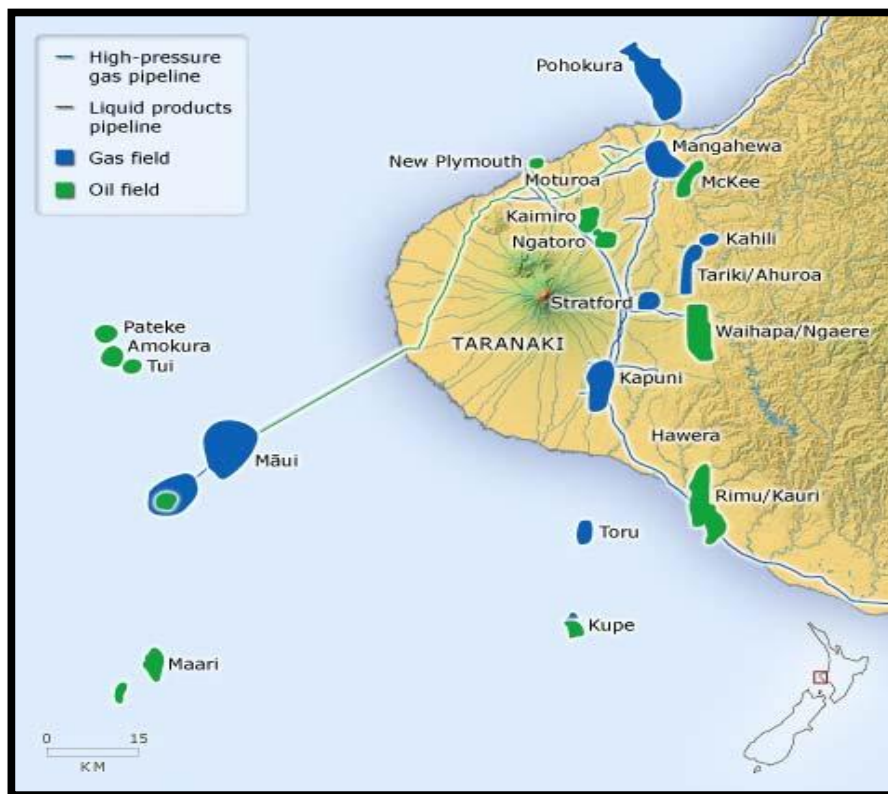 High-pressure
gas pipeline
Liquid products
pipeline
Gas field
Oil field
Pohokura
New Plymouth
Mangahewa
Moturoa
McKee
Kaimiro
Ngatoro
Kahili
Tariki/Ahuroa
Stratford
Pateke
Amokura
Tui
TARANAKI
Waihapa/Ngaere
Kapuni
Hawera
Māui
Rimu/Kauri
Toru
Kupe
Maari
0 15
KM